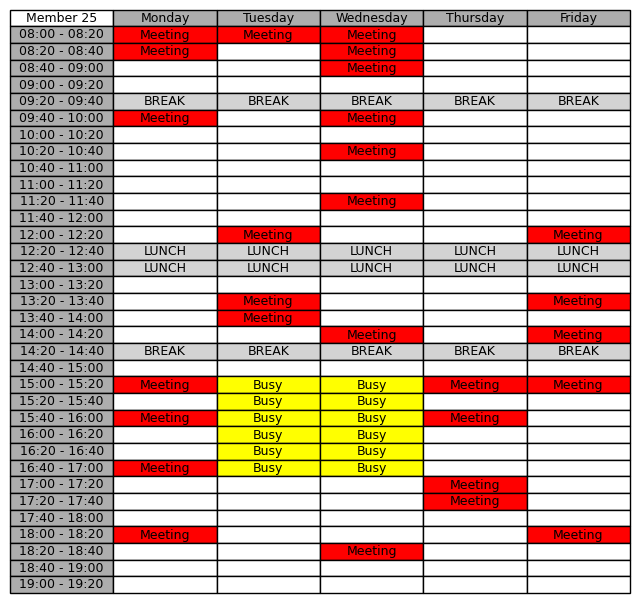 Member 25 Monday Tuesday Wednesday Thursday Friday
08:00 - 08:20 Meeting Meeting Meeting
08:20 - 08:40 Meeting Meeting
08:40 - 09:00 Meeting
09:00 - 09:20
09:20 - 09:40 BREAK BREAK BREAK BREAK BREAK
09:40 - 10:00 Meeting Meeting
10:00 - 10:20
10:20 - 10:40 Meeting
10:40 - 11:00
11:00 - 11:20
11:20 - 11:40 Meeting
11:40 - 12:00
12:00 - 12:20 Meeting Meeting
12:20 - 12:40 LUNCH LUNCH LUNCH LUNCH LUNCH
12:40 - 13:00 LUNCH LUNCH LUNCH LUNCH LUNCH
13:00 - 13:20
13:20 - 13:40 Meeting Meeting
13:40 - 14:00 Meeting
14:00 - 14:20 Meeting Meeting
14:20 - 14:40 BREAK BREAK BREAK BREAK BREAK
14:40 - 15:00
15:00 - 15:20 Meeting Busy Busy Meeting Meeting
15:20 - 15:40 Busy Busy
15:40 - 16:00 Meeting Busy Busy Meeting
16:00 - 16:20 Busy Busy
16:20 - 16:40 Busy Busy
16:40 - 17:00 Meeting Busy Busy
17:00 - 17:20 Meeting
17:20 - 17:40 Meeting
17:40 - 18:00
18:00 - 18:20 Meeting Meeting
18:20 - 18:40 Meeting
18:40 - 19:00
19:00 - 19:20